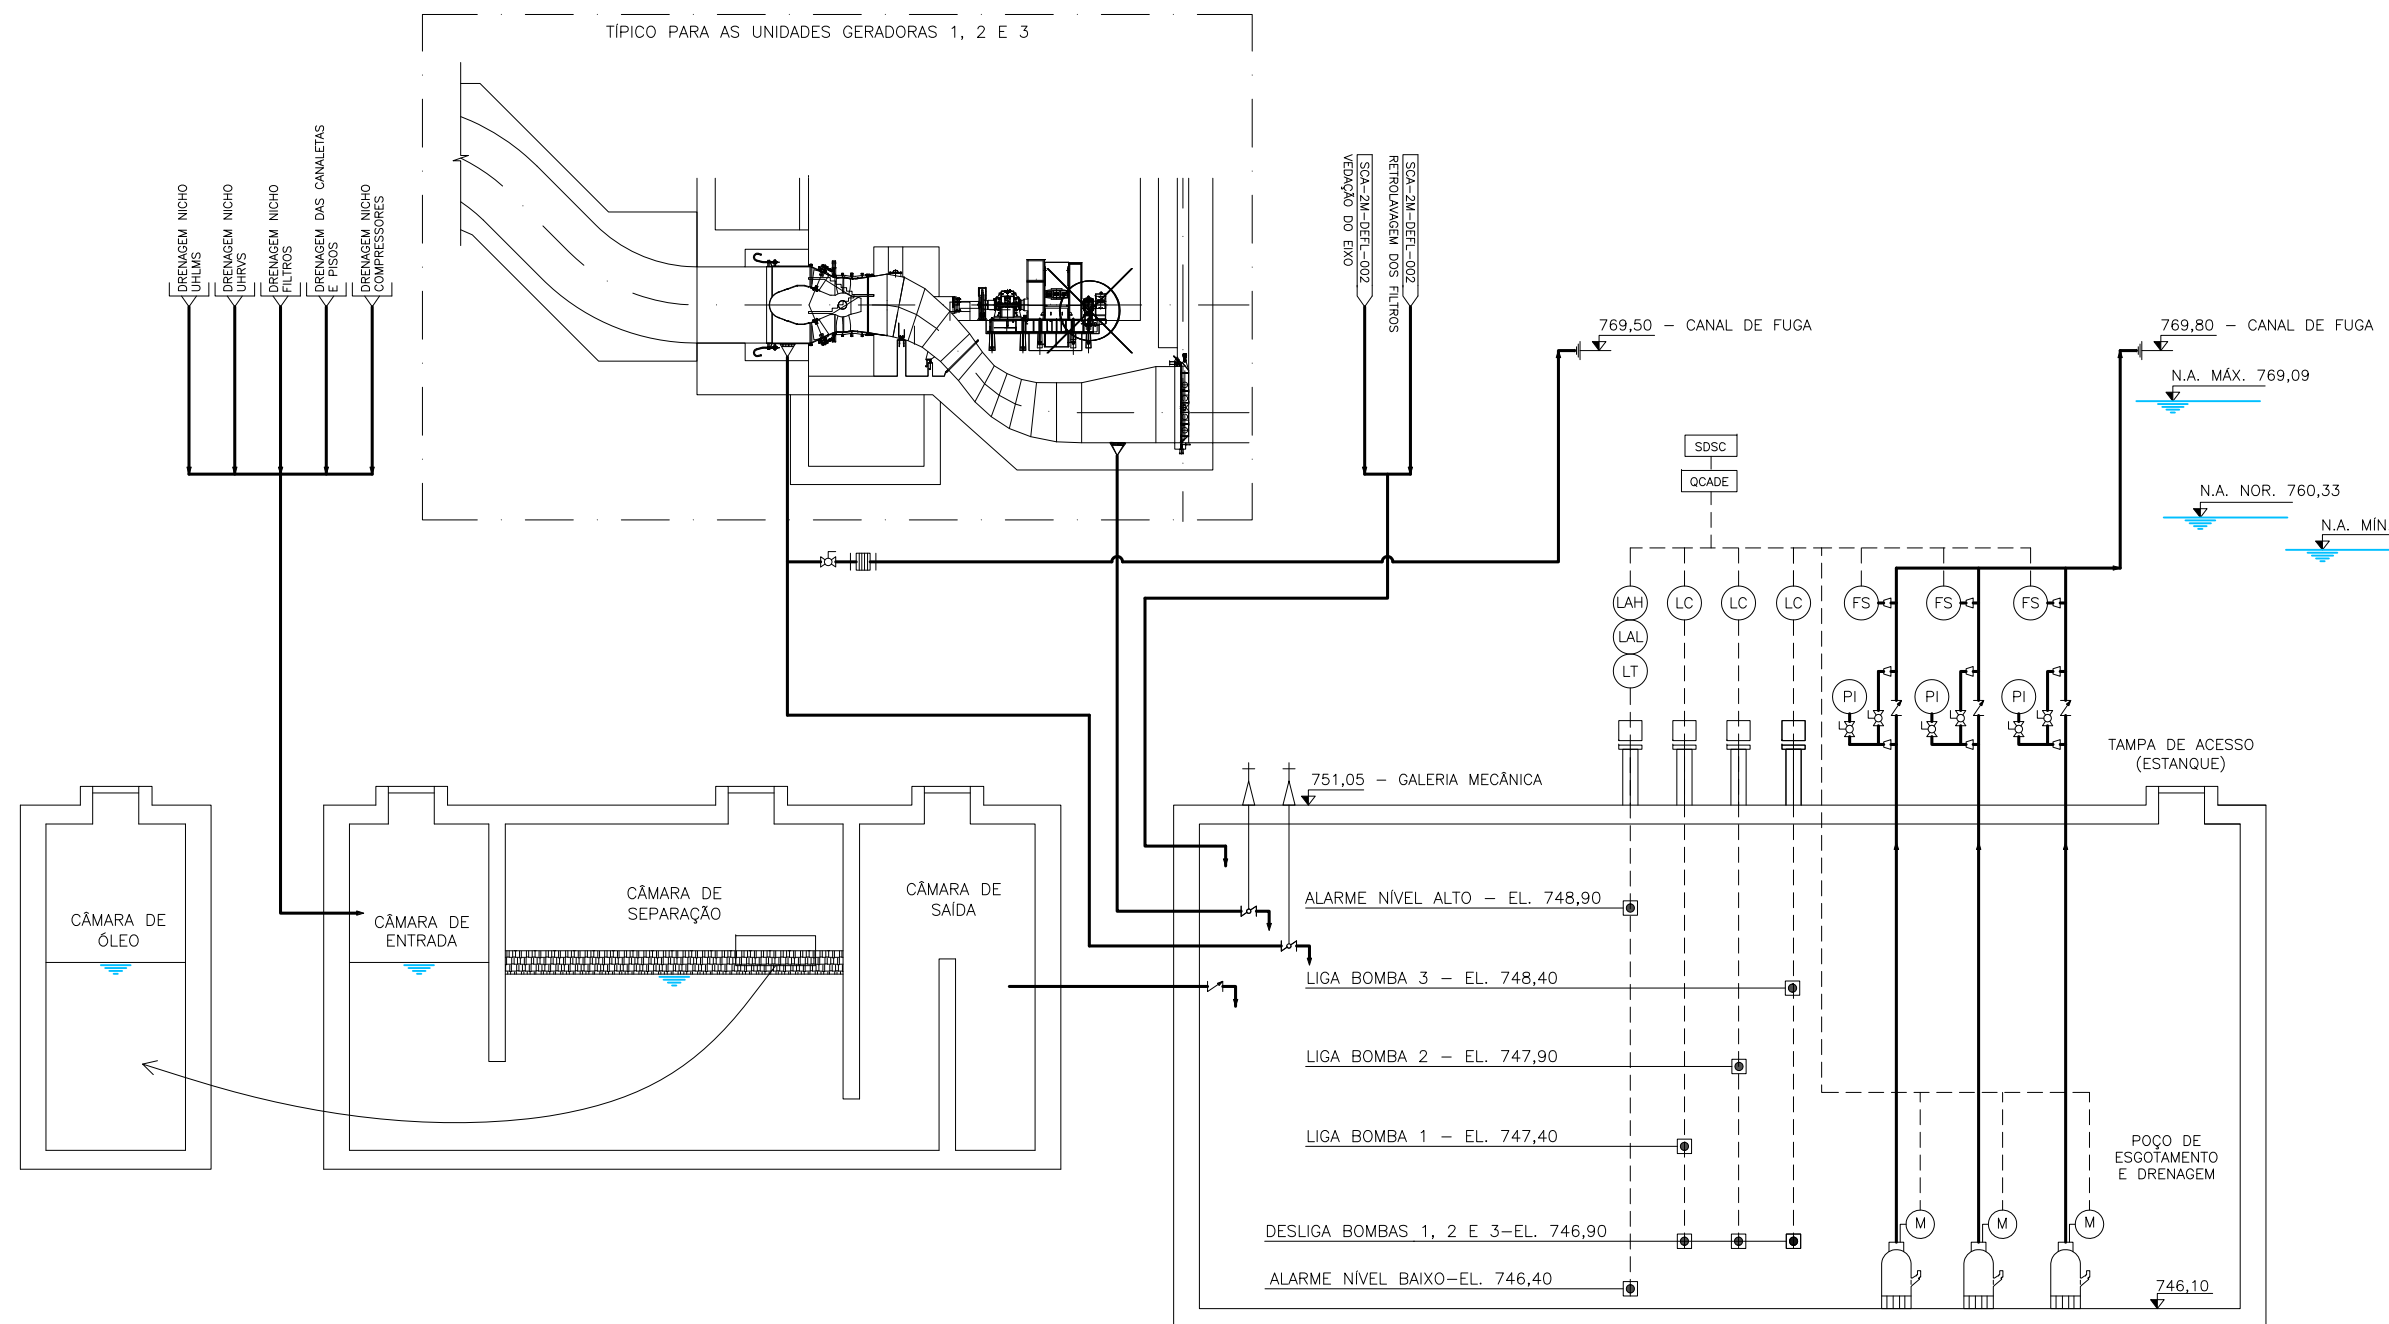 TÍPICO PARA AS UNIDADES GERADORAS 1, 2 E 3
DRENAGEM NICHO
UHLMS
DRENAGEM NICHO
UHRVS
DRENAGEM NICHO
FILTROS
DRENAGEM DAS CANALETAS
E PISOS
DRENAGEM NICHO
COMPRESSORES
SCA-2M-DEFL-002
VEDAÇÃO DO EIXO
SCA-2M-DEFL-002
RETROLAVAGEM DOS FILTROS
769,50 - CANAL DE FUGA
769,80 - CANAL DE FUGA
N.A. MÁX. 769,09
N.A. NOR. 760,33
N.A. MÍN
SDSC
QCADE
LAH
LC
LC
LC
FS
FS
FS
LAL
LT
PI
PI
PI
TAMPA DE ACESSO
(ESTANQUE)
751,05 - GALERIA MECÂNICA
CÂMARA DE
ÓLEO
CÂMARA DE
ENTRADA
CÂMARA DE
SEPARAÇÃO
CÂMARA DE
SAÍDA
ALARME NÍVEL ALTO - EL. 748,90
LIGA BOMBA 3 - EL. 748,40
LIGA BOMBA 2 - EL. 747,90
LIGA BOMBA 1 - EL. 747,40
DESLIGA BOMBAS 1, 2 E 3-EL. 746,90
ALARME NÍVEL BAIXO-EL. 746,40
POÇO DE
ESGOTAMENTO
E DRENAGEM
M
M
M
746,10